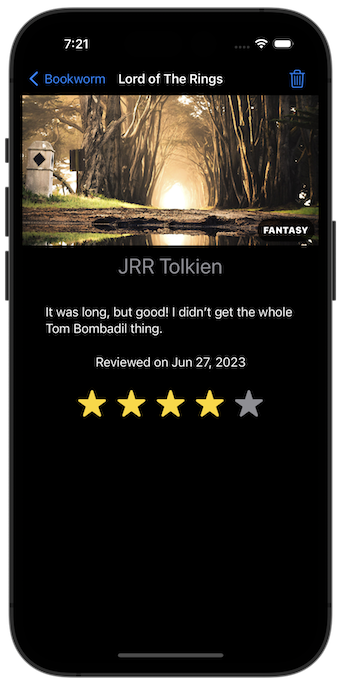 7:21
Bookworm Lord of The Rings
FANTASY
JRR Tolkien
It was long, but good! I didn't get the whole
Tom Bombadil thing.
Reviewed on Jun 27, 2023